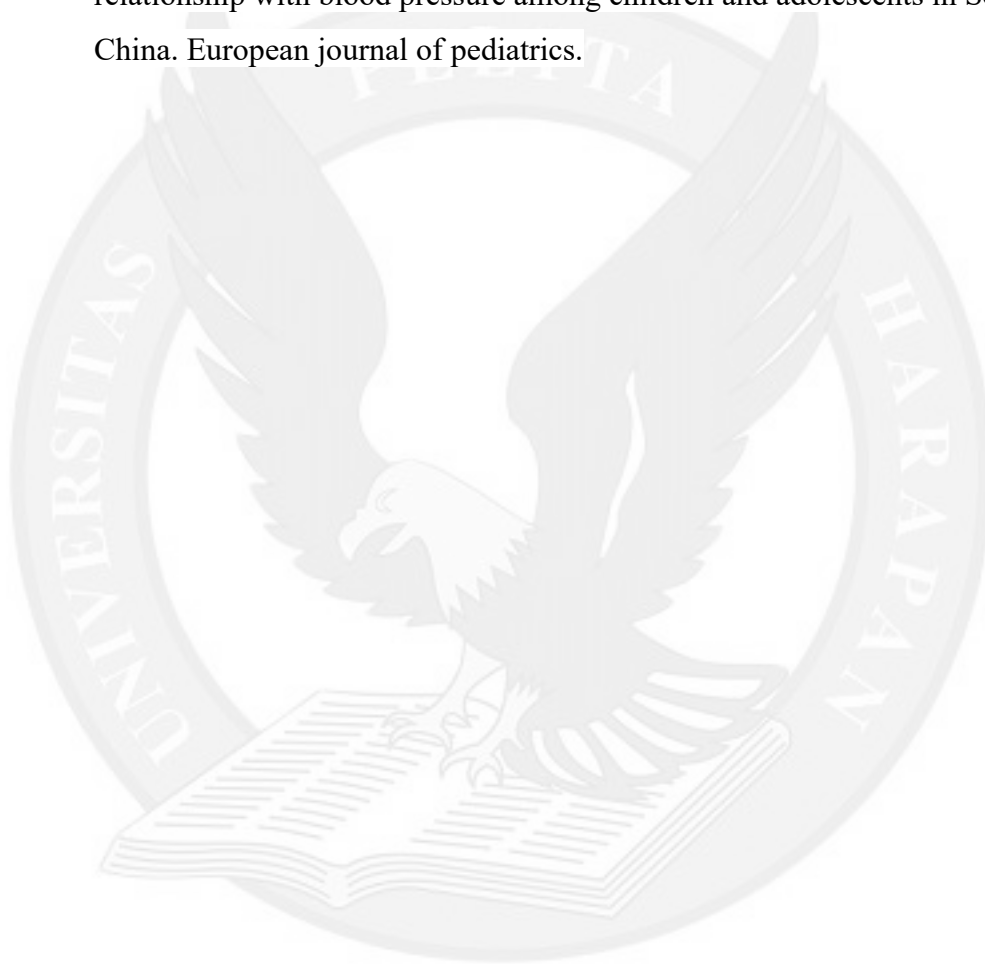 relationship with blood pressure among children and adolescents in
China. European journal of pediatrics.
UNIVERSITAS
PELITA
HARAPAN